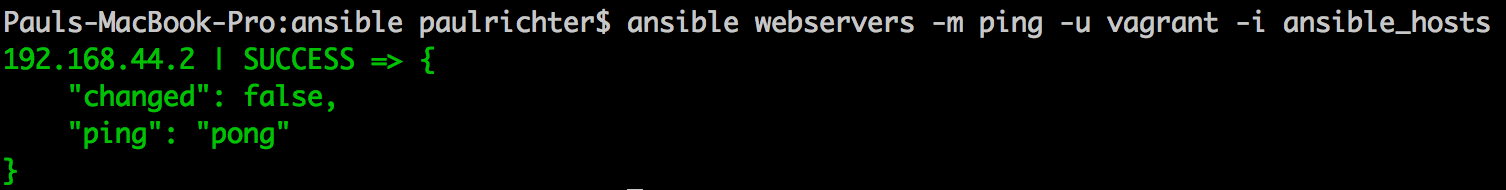 Pauls-MacBook-Pro:ansible paulrichter$ ansible webservers -m ping -u vagrant -i ansible_hosts
192.168.44.2 | SUCCESS => {
    "changed": false,
    "ping": "pong"
}